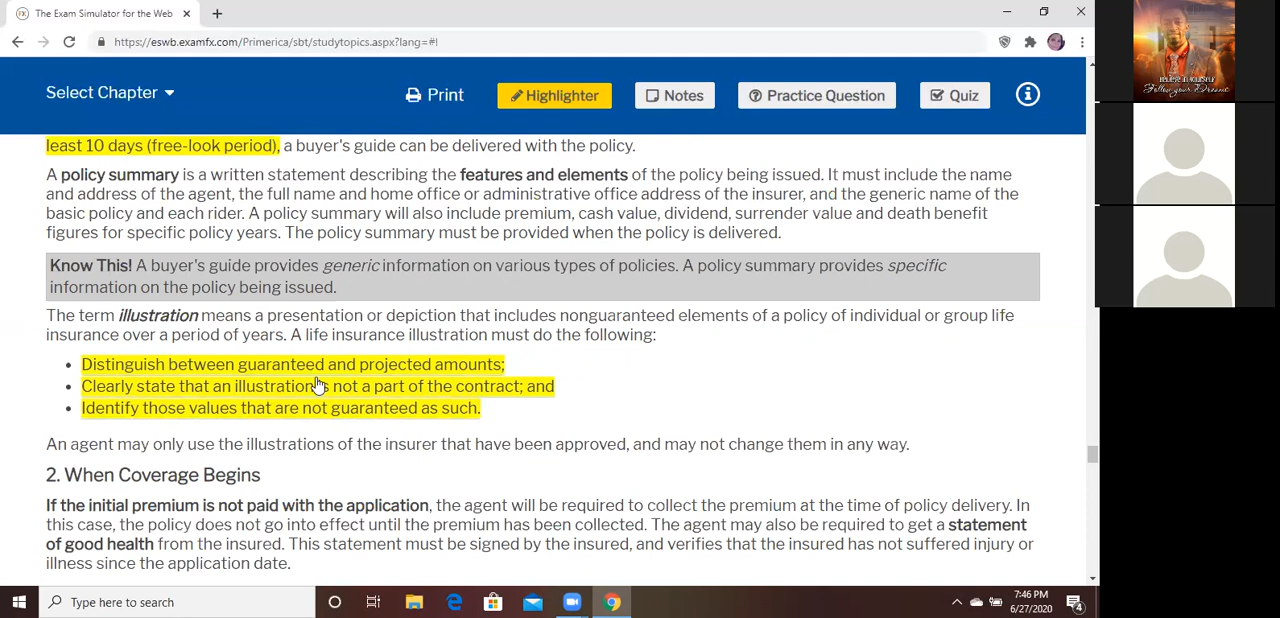 The Exam Simulator for the Web
https://eswb.examfx.com/Primerica/sbt/studytopics.aspx?lang=#!
Select Chapter
Print
Highlighter
Notes
Practice Question
Quiz
least 10 days (free-look period), a buyer's guide can be delivered with the policy.
A policy summary is a written statement describing the features and elements of the policy being issued. It must include the name
and address of the agent, the full name and home office or administrative office address of the insurer, and the generic name of the
basic policy and each rider. A policy summary will also include premium, cash value, dividend, surrender value and death benefit
figures for specific policy years. The policy summary must be provided when the policy is delivered.
Know This! A buyer's guide provides generic information on various types of policies. A policy summary provides specific
information on the policy being issued.
The term illustration means a presentation or depiction that includes nonguaranteed elements of a policy of individual or group life
insurance over a period of years. A life insurance illustration must do the following:
• Distinguish between guaranteed and projected amounts;
• Clearly state that an illustration is not a part of the contract; and
• Identify those values that are not guaranteed as such.
An agent may only use the illustrations of the insurer that have been approved, and may not change them in any way.
2. When Coverage Begins
If the initial premium is not paid with the application, the agent will be required to collect the premium at the time of policy delivery. In
this case, the policy does not go into effect until the premium has been collected. The agent may also be required to get a statement
of good health from the insured. This statement must be signed by the insured, and verifies that the insured has not suffered injury or
illness since the application date.
Type here to search
7:46 PM
6/27/2020
4
BELIEVE IN YOURSELF
Follow your Dreams